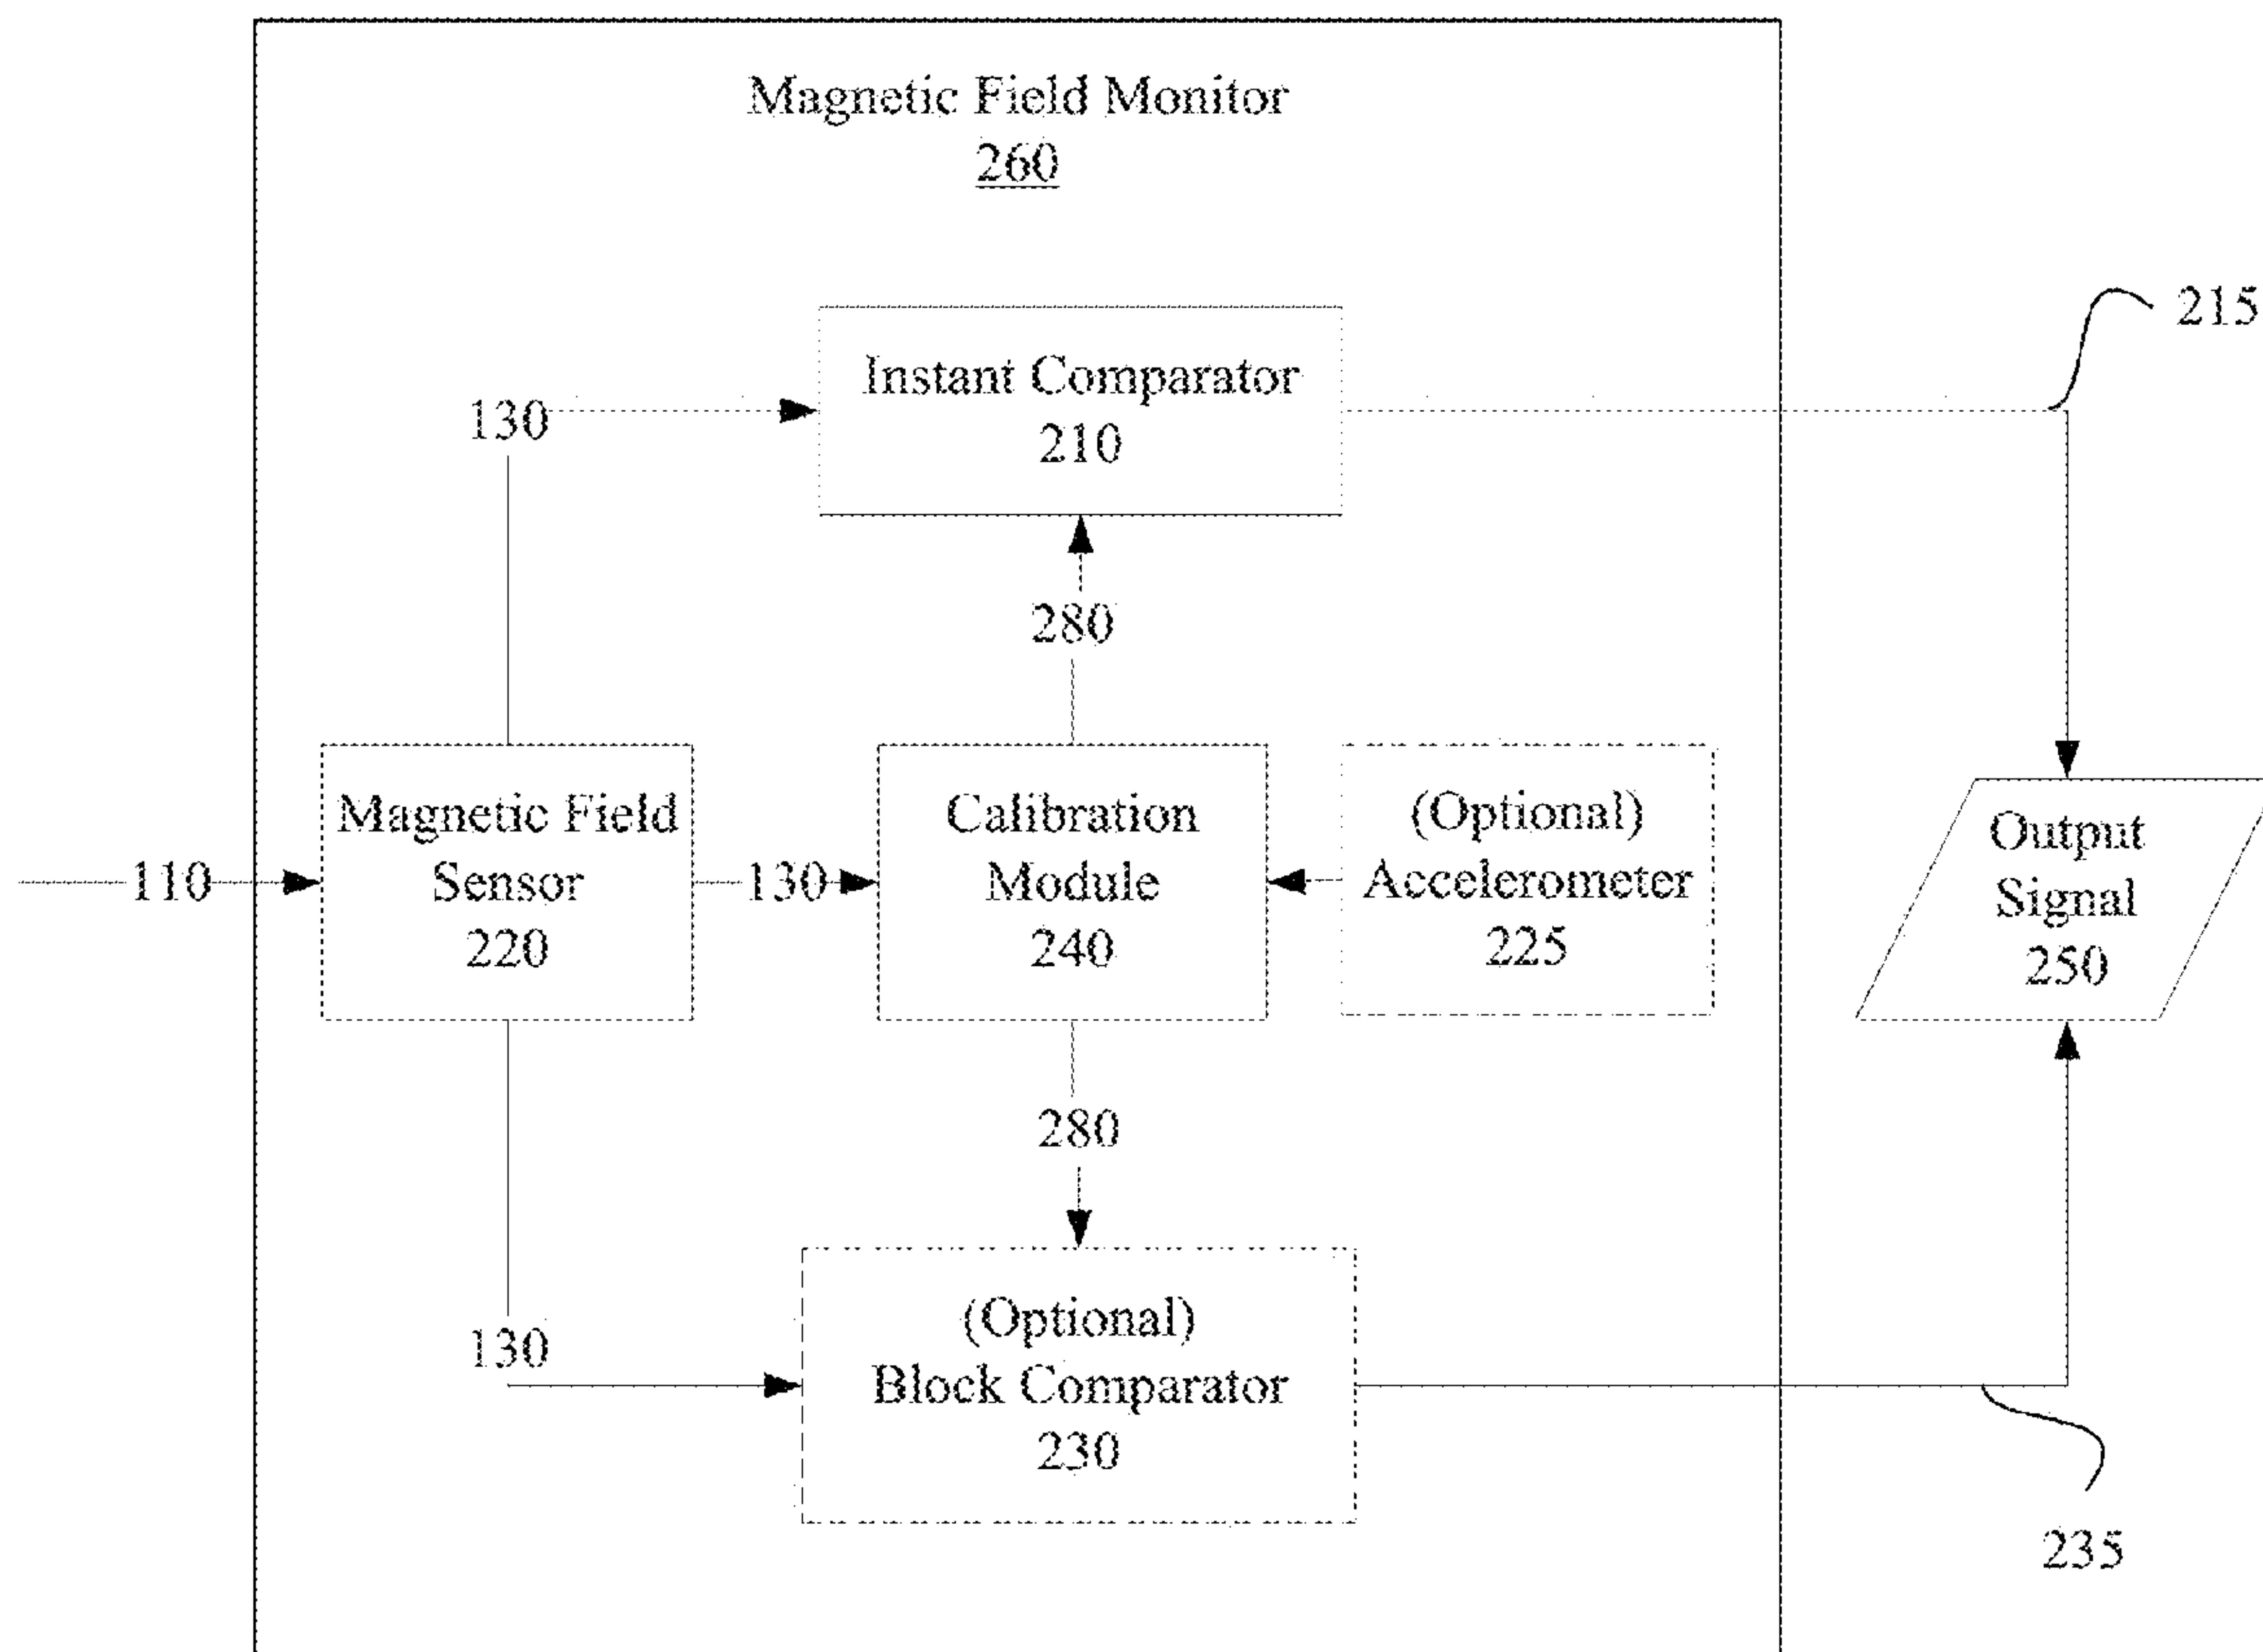 Magnetic Field Monitor
260
215
Instant Comparator
210
130
280
Magnetic Field
Sensor
220
Calibration
Module
240
(Optional)
Accelerometer
225
Output
Signal
250
110
130
280
130
(Optional)
Block Comparator
230
235